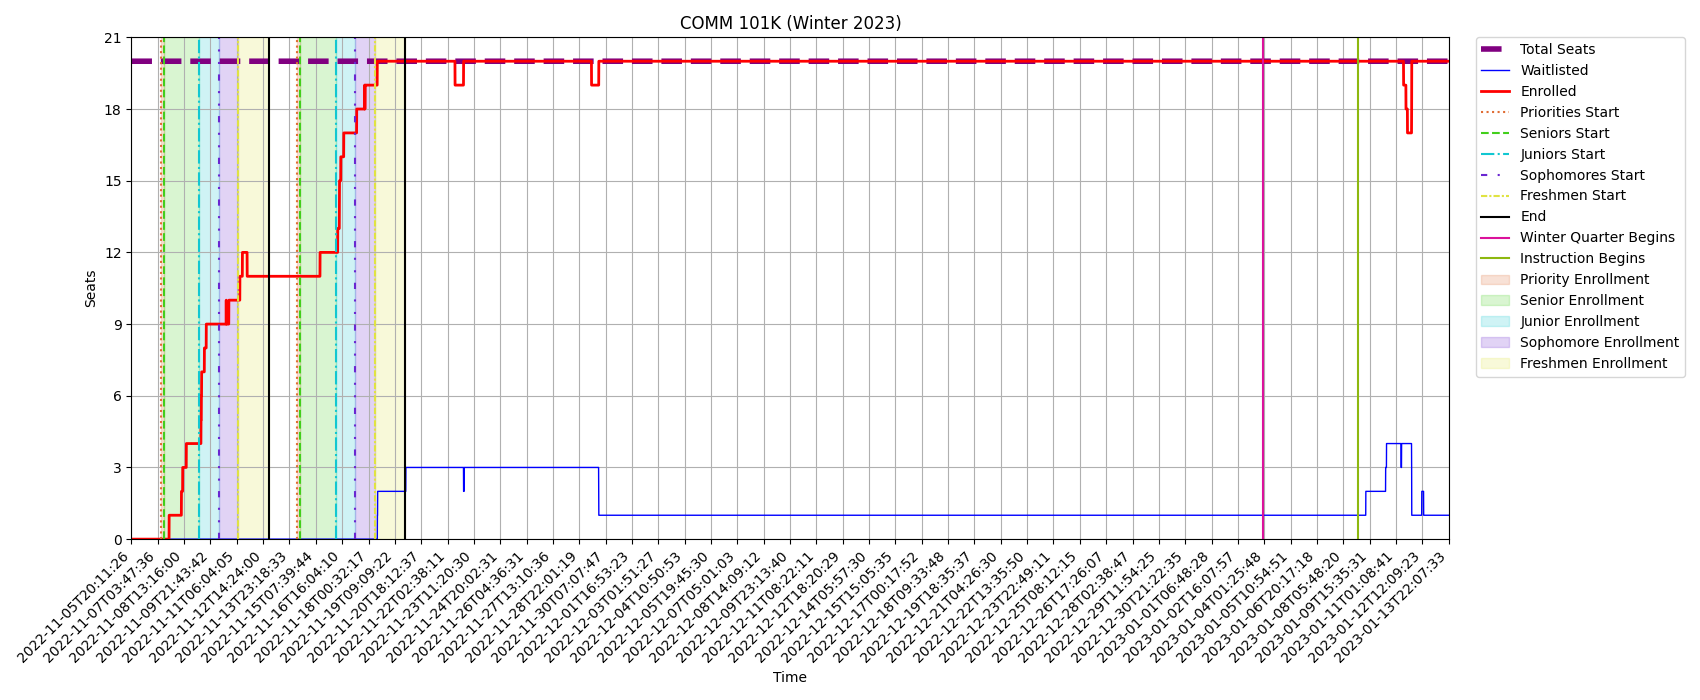 COMM 101K (Winter 2023)
21
18
15
12
9
6
3
0
Seats
2022-11-05T20:11:26
2022-11-07T03:47:36
2022-11-08T13:16:00
2022-11-09T21:43:42
2022-11-11T06:04:05
2022-11-12T14:24:00
2022-11-13T23:18:33
2022-11-15T07:39:44
2022-11-16T16:04:10
2022-11-18T00:32:17
2022-11-19T09:09:22
2022-11-20T18:12:37
2022-11-22T02:38:11
2022-11-23T11:20:30
2022-11-24T20:02:31
2022-11-26T04:36:31
2022-11-27T13:10:36
2022-11-28T22:01:19
2022-11-30T07:07:47
2022-12-01T16:53:23
2022-12-03T01:51:27
2022-12-04T10:50:53
2022-12-05T19:45:30
2022-12-07T05:01:03
2022-12-08T14:09:12
2022-12-09T23:13:40
2022-12-11T08:22:11
2022-12-12T18:20:29
2022-12-14T05:57:30
2022-12-15T15:05:35
2022-12-17T00:17:52
2022-12-18T09:33:48
2022-12-19T18:35:37
2022-12-21T04:26:30
2022-12-22T13:35:50
2022-12-23T22:49:11
2022-12-25T08:12:15
2022-12-26T17:26:07
2022-12-28T02:38:47
2022-12-29T11:54:25
2022-12-30T21:22:35
2023-01-01T06:48:28
2023-01-02T16:07:57
2023-01-04T01:25:48
2023-01-05T10:54:51
2023-01-06T20:17:18
2023-01-08T05:48:20
2023-01-09T15:35:31
2023-01-11T01:08:41
2023-01-12T12:09:23
2023-01-13T22:07:33
Time
Total Seats
Waitlisted
Enrolled
Priorities Start
Seniors Start
Juniors Start
Sophomores Start
Freshmen Start
End
Winter Quarter Begins
Instruction Begins
Priority Enrollment
Senior Enrollment
Junior Enrollment
Sophomore Enrollment
Freshmen Enrollment